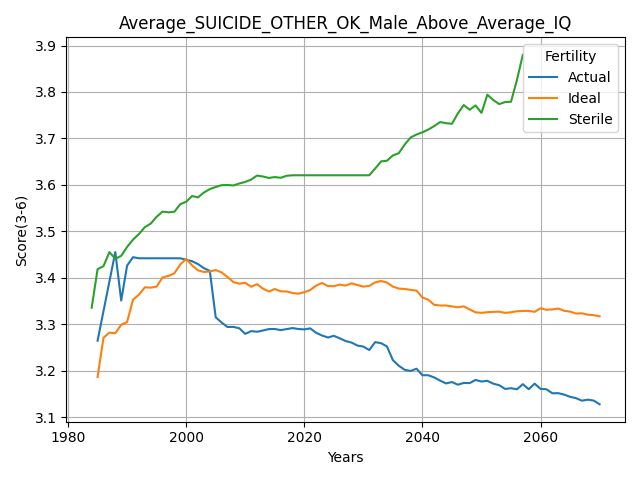 Average_SUICIDE_OTHER_OK_Male_Above_Average_IQ
Score(3-6)
3.9
3.8
3.7
3.6
3.5
3.4
3.3
3.2
3.1
Fertility
Actual
Ideal
Sterile
1980 2000 2020 2040 2060
Years